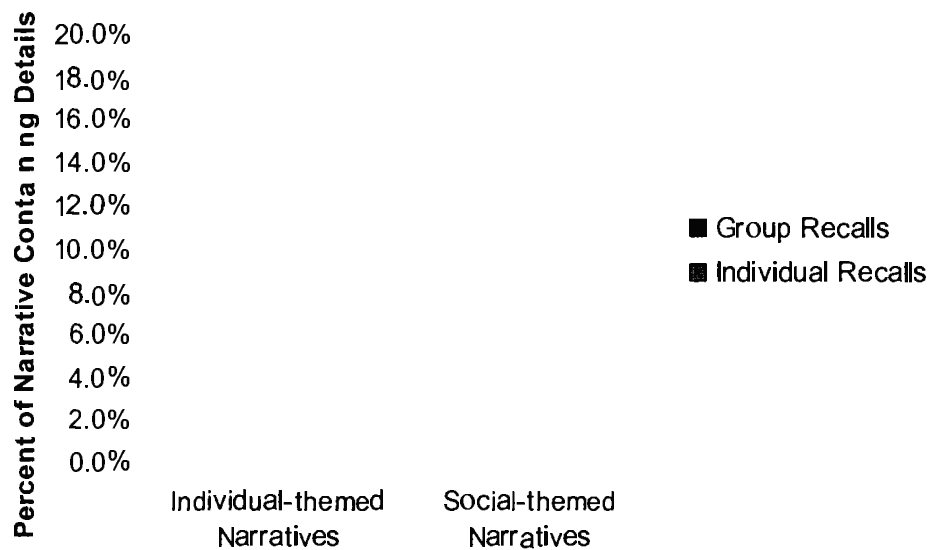 Percent of Narrative Conta n ng Details
20.0%
18.0%
16.0%
14.0%
12.0%
10.0%
8.0%
6.0%
4.0%
2.0%
0.0%
Individual-themed
Narratives
Social-themed
Narratives
Group Recalls
Individual Recalls